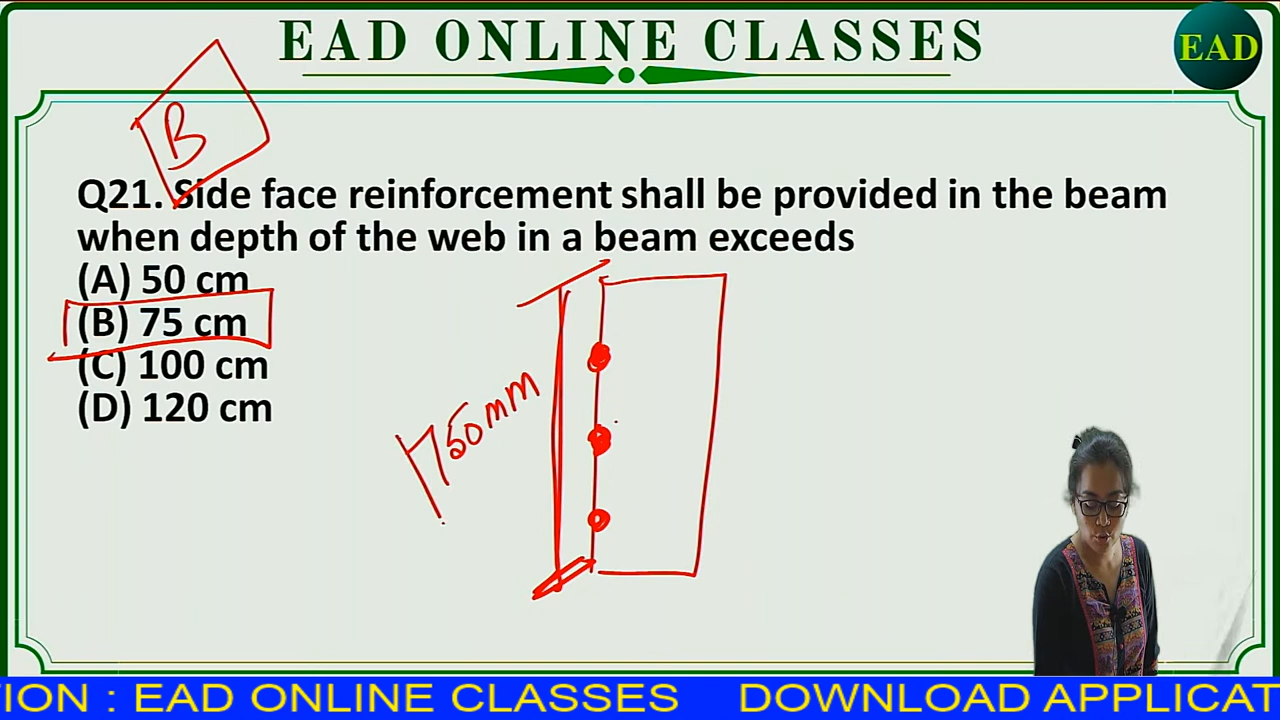 EAD ONLINE CLASSES
EAD
B
Q21. Side face reinforcement shall be provided in the beam
when depth of the web in a beam exceeds
(A) 50 cm
(B) 75 cm
(C) 100 cm
(D) 120 cm
750mm
TION : EAD ONLINE CLASSES DOWNLOAD APPLICAT